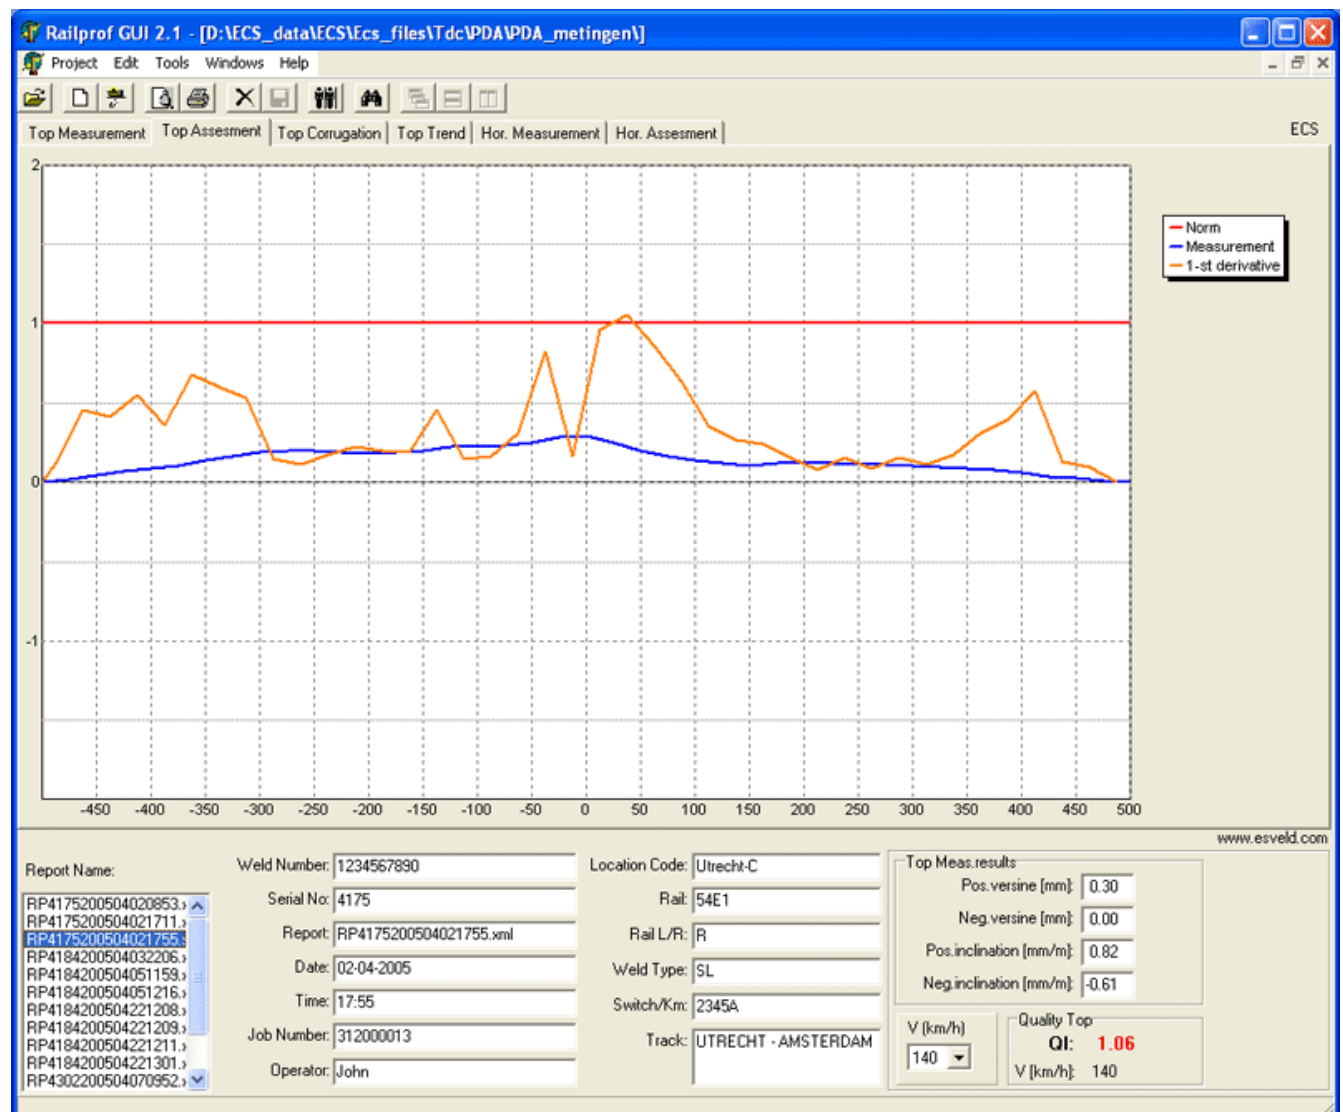 Railprof GUI 2.1 - [D:\ECS_data\ECS\Ecs_files\Tdc\PDA\PDA_metingen\]
Project Edit Tools Windows Help
Top Measurement Top Assesment Top Corrugation Top Trend Hor. Measurement Hor. Assesment ECS
2
1
0
-1
Norm
Measurement
1-st derivative
-450 -400 -350 -300 -250 -200 -150 -100 -50 0 50 100 150 200 250 300 350 400 450 500
www.esveld.com
Report Name:
RP4175200504020853.x
RP4175200504021711.x
RP4175200504021755.x
RP4184200504032206.x
RP4184200504051159.x
RP4184200504051216.x
RP4184200504221208.x
RP4184200504221209.x
RP4184200504221211.x
RP4184200504221301.x
RP4302200504070952.x
Weld Number: 1234567890
Serial No: 4175
Report: RP4175200504021755.xml
Date: 02-04-2005
Time: 17:55
Job Number: 312000013
Operator: John
Location Code: Utrecht-C
Rail: 54E1
Rail L/R: R
Weld Type: SL
Switch/Km: 2345A
Track: UTRECHT - AMSTERDAM
Top Meas.results
Pos.versine [mm]: 0.30
Neg.versine [mm]: 0.00
Pos.inclination [mm/m]: 0.82
Neg.inclination [mm/m]: -0.61
V (km/h)
140
Quality Top
QI: 1.06
V [km/h]: 140